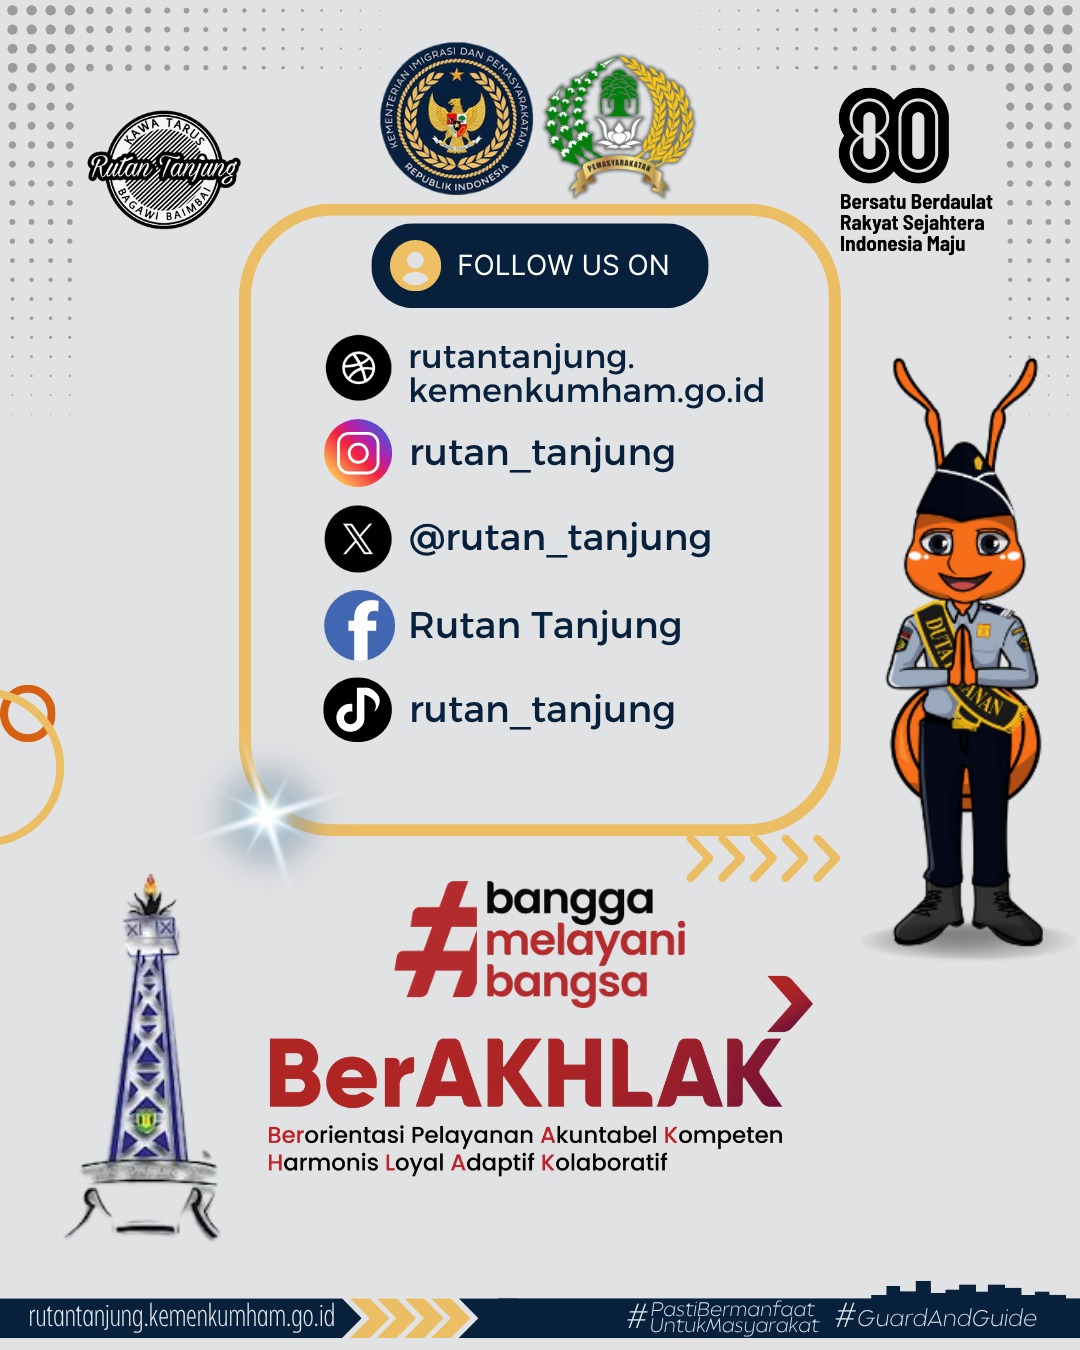 KEMENTERIAN IMIGRASI DAN PEMASYARAKATAN
REPUBLIK INDONESIA
PEMASYARAKATAN
KAWA TARUS
Rutan Tanjung
BAGAWI BAIMBAI
80
Bersatu Berdaulat
Rakyat Sejahtera
Indonesia Maju
FOLLOW US ON
rutantanjung.
kemenkumham.go.id
rutan_tanjung
@rutan_tanjung
Rutan Tanjung
rutan_tanjung
DUTA
ANAN
#bangga
melayani
bangsa
BerAKHLAK
Berorientasi Pelayanan Akuntabel Kompeten
Harmonis Loyal Adaptif Kolaboratif
rutantanjung.kemenkumham.go.id
#PastiBermanfaat
UntukMasyarakat
#GuardAndGuide